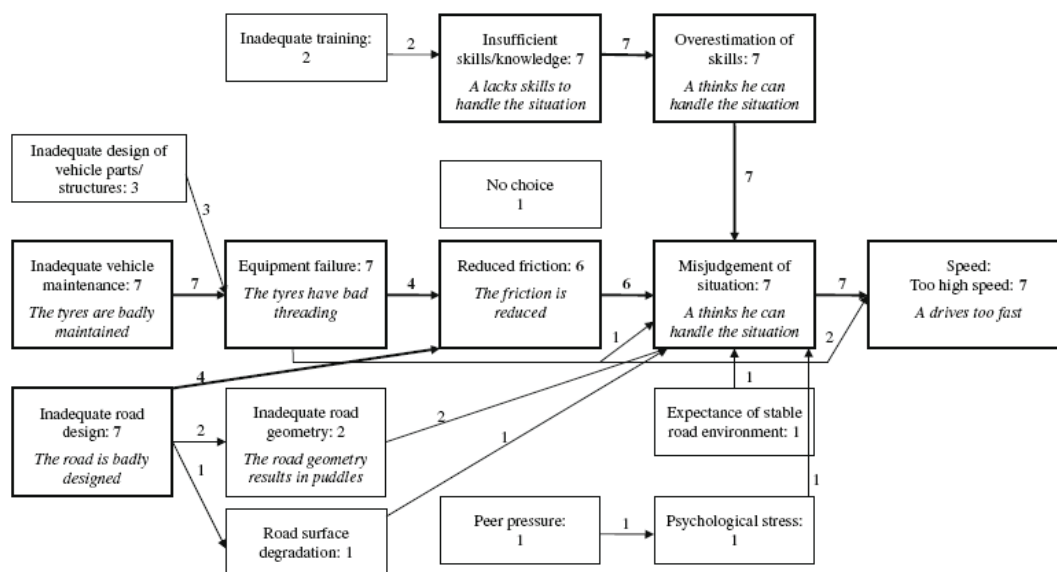 Inadequate training:
2
2
Insufficient
skills/knowledge: 7
A lacks skills to
handle the situation
7
Overestimation of
skills: 7
A thinks he can
handle the situation
Inadequate design of
vehicle parts/
structures: 3
3
No choice
1
7
Inadequate vehicle
maintenance: 7
The tyres are badly
maintained
7
Equipment failure: 7
The tyres have bad
threading
4
Reduced friction: 6
The friction is
reduced
6
Misjudgement of
situation: 7
A thinks he can
handle the situation
7
Speed:
Too high speed: 7
A drives too fast
1
2
4
Inadequate road
design: 7
The road is badly
designed
2
1
Inadequate road
geometry: 2
The road geometry
results in puddles
2
1
1
Expectance of stable
road environment: 1
1
Road surface
degradation: 1
Peer pressure:
1
1
Psychological stress:
1